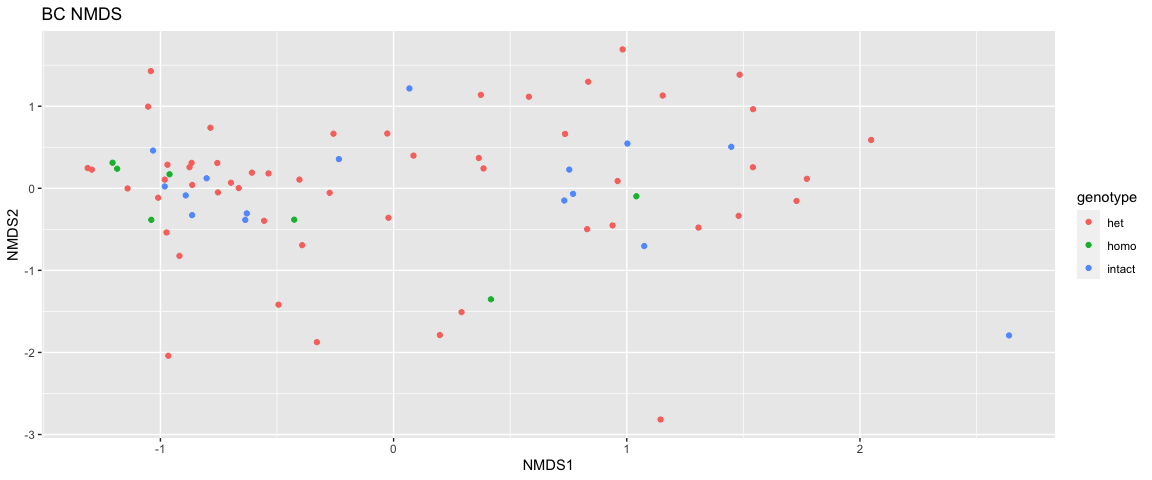 BC NMDS
1
0
-1
-2
-3
NMDS2
-1
0
1
2
NMDS1
genotype
het
homo
intact